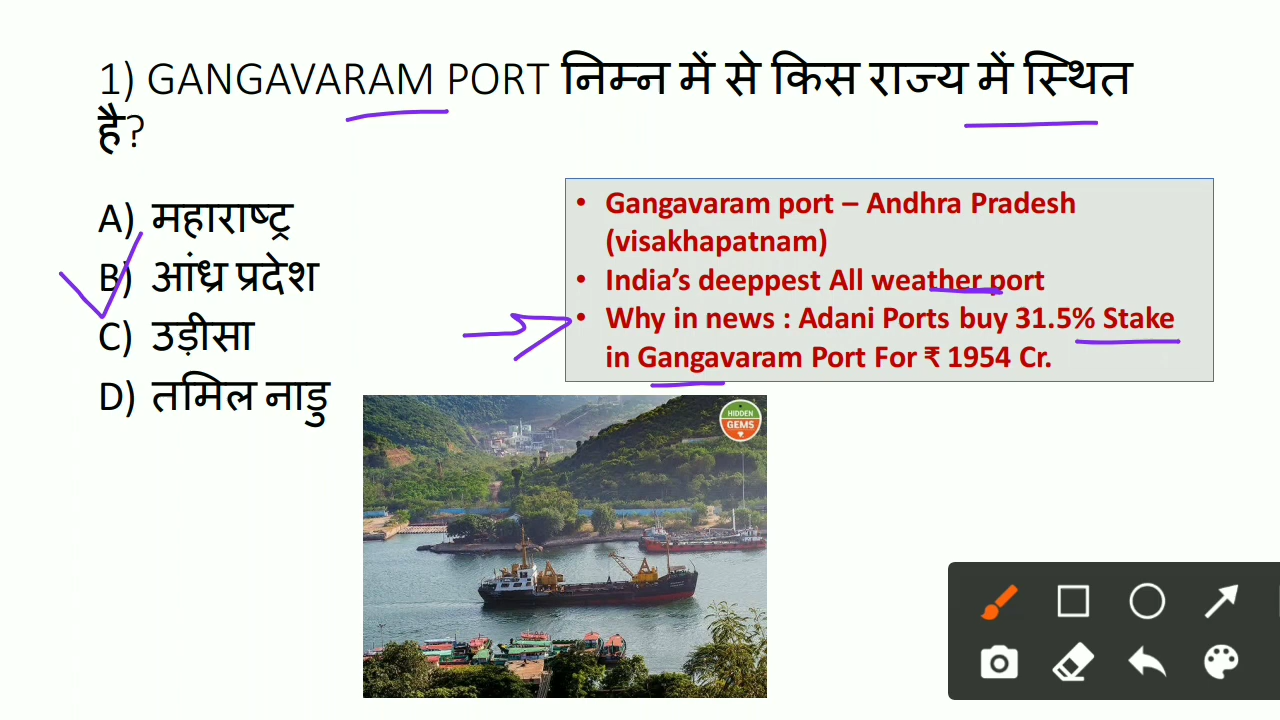 1) GANGAVARAM PORT निम्न में से किस राज्य में स्थित
है?
A) महाराष्ट्र
B) आंध्र प्रदेश
C) उड़ीसा
D) तमिल नाडु
• Gangavaram port – Andhra Pradesh
(visakhapatnam)
• India's deeppest All weather port
• Why in news : Adani Ports buy 31.5% Stake
in Gangavaram Port For ₹ 1954 Cr.
HIDDEN
GEMS